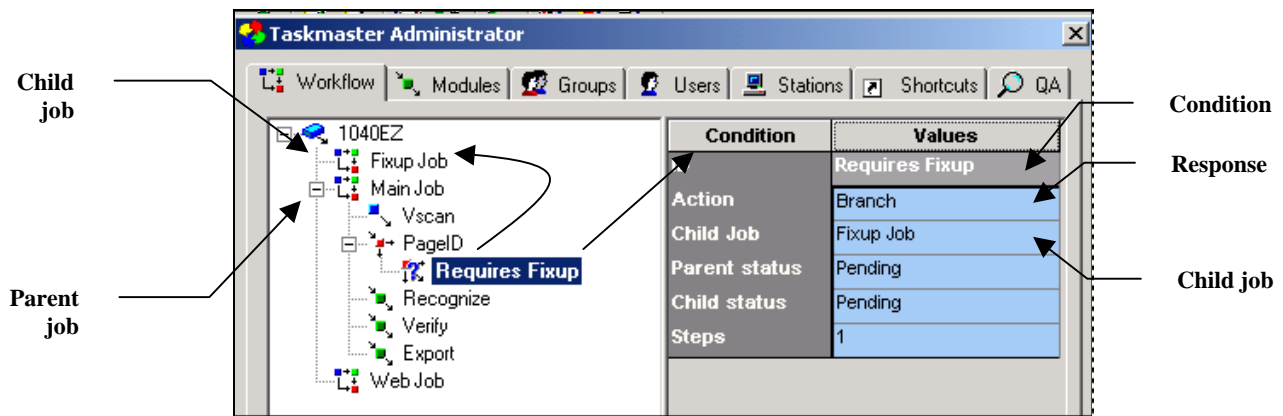 Taskmaster Administrator
Workflow Modules Groups Users Stations Shortcuts QA
Child
job
Parent
job
1040EZ
Fixup Job
Main Job
Vscan
PageID
Requires Fixup
Recognize
Verify
Export
Web Job
Condition Values
Requires Fixup
Action Branch
Child Job Fixup Job
Parent status Pending
Child status Pending
Steps 1
Condition
Response
Child job